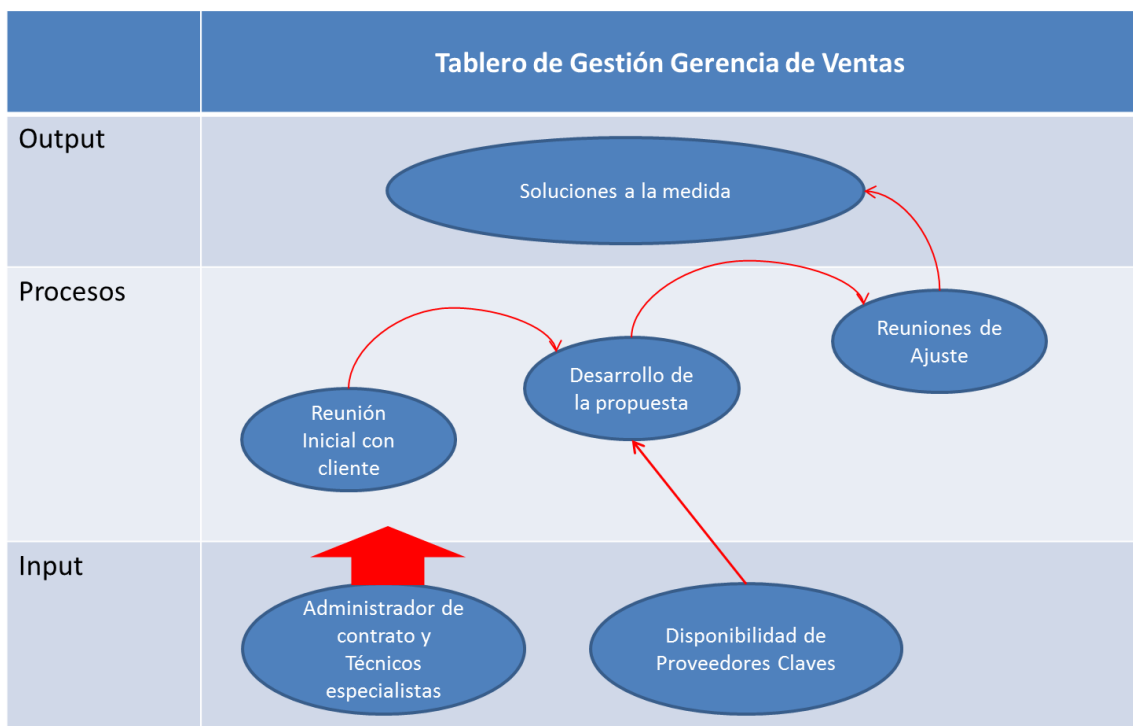 Tablero de Gestión Gerencia de Ventas
Output
Soluciones a la medida
Procesos
Reuniones de
Ajuste
Desarrollo de
la propuesta
Reunión
Inicial con
cliente
Input
Administrador de
contrato y
Técnicos
especialistas
Disponibilidad de
Proveedores Claves